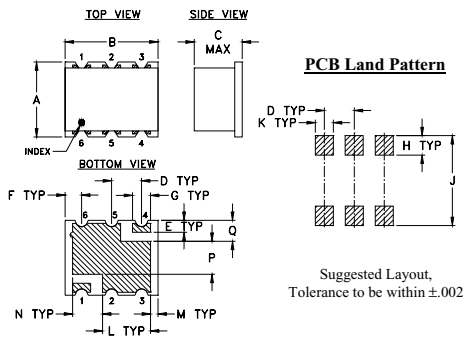 TOP VIEW
SIDE VIEW
B
C
MAX
1 2 3
A
6 5 4
INDEX
PCB Land Pattern
D TYP
K TYP
H TYP
J
BOTTOM VIEW
D TYP
F TYP
G TYP
6 5 4
E TYP
Q
P
1 2 3
N TYP
M TYP
L TYP
Suggested Layout,
Tolerance to be within ±.002